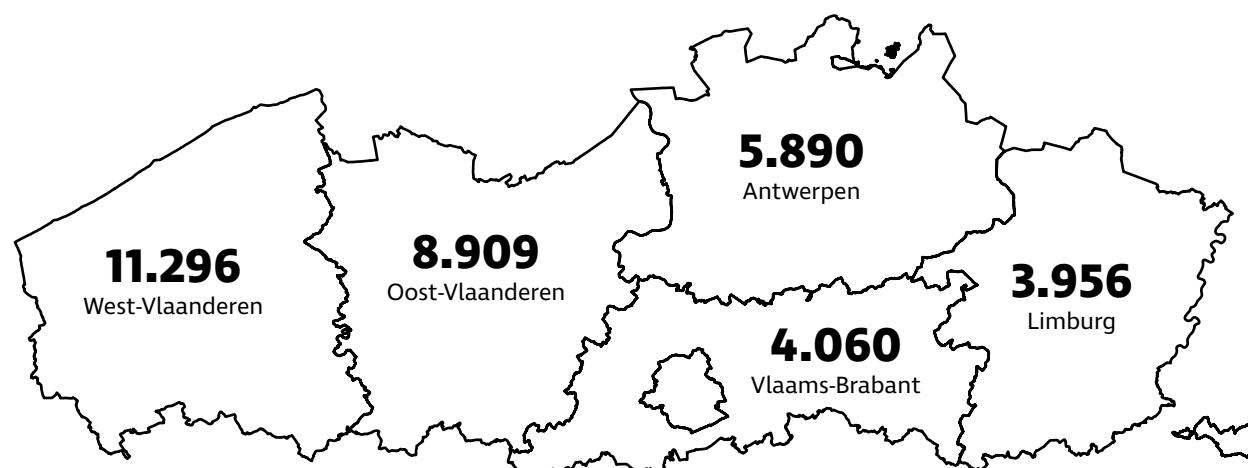 5.890
Antwerpen
11.296
West-Vlaanderen
8.909
Oost-Vlaanderen
3.956
Limburg
4.060
Vlaams-Brabant